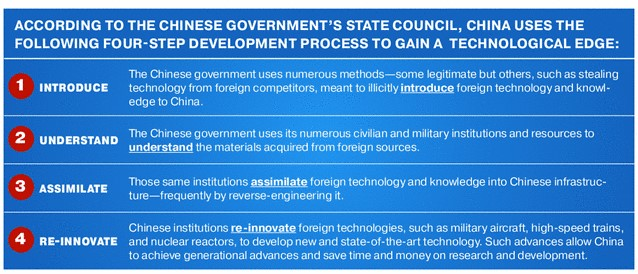 ACCORDING TO THE CHINESE GOVERNMENT'S STATE COUNCIL, CHINA USES THE
FOLLOWING FOUR-STEP DEVELOPMENT PROCESS TO GAIN A TECHNOLOGICAL EDGE:
1 INTRODUCE
The Chinese government uses numerous methods—some legitimate but others, such as stealing
technology from foreign competitors, meant to illicitly introduce foreign technology and knowl-
edge to China.
2 UNDERSTAND
The Chinese government uses its numerous civilian and military institutions and resources to
understand the materials acquired from foreign sources.
3 ASSIMILATE
Those same institutions assimilate foreign technology and knowledge into Chinese infrastruc-
ture—frequently by reverse-engineering it.
4 RE-INNOVATE
Chinese institutions re-innovate foreign technologies, such as military aircraft, high-speed trains,
and nuclear reactors, to develop new and state-of-the-art technology. Such advances allow China
to achieve generational advances and save time and money on research and development.